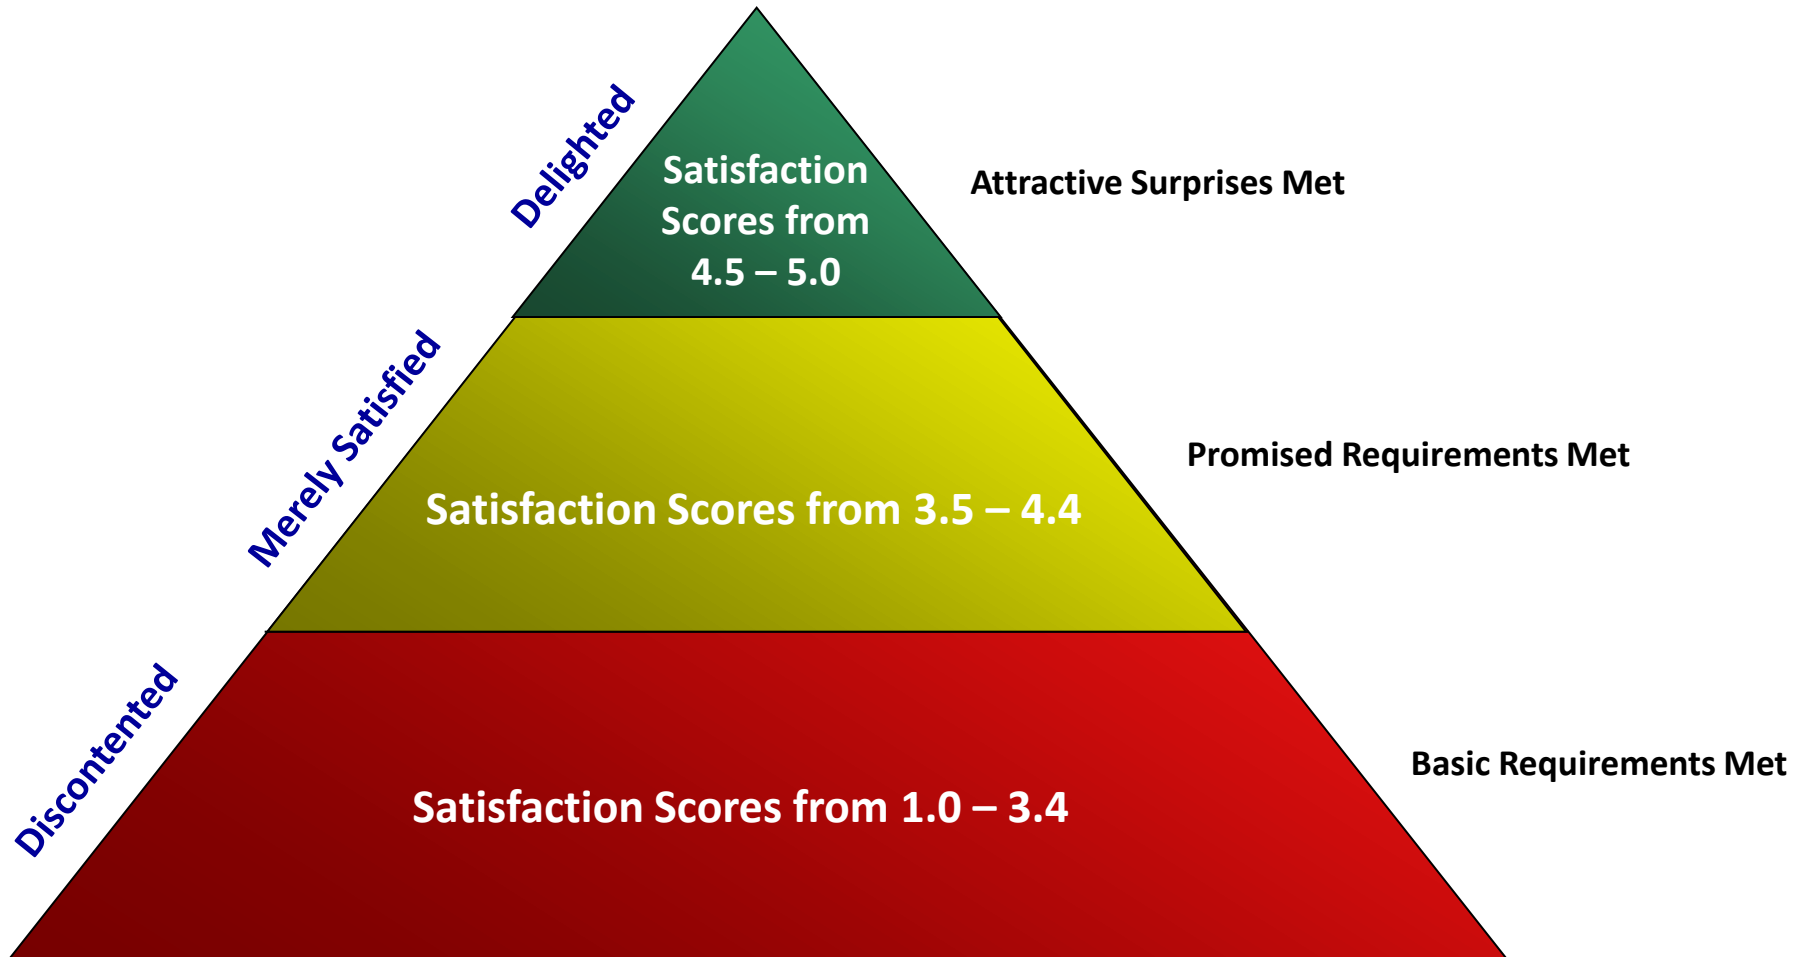 Delighted
Satisfaction
Scores from
4.5 – 5.0
Attractive Surprises Met
Merely Satisfied
Satisfaction Scores from 3.5 – 4.4
Promised Requirements Met
Discontented
Satisfaction Scores from 1.0 – 3.4
Basic Requirements Met